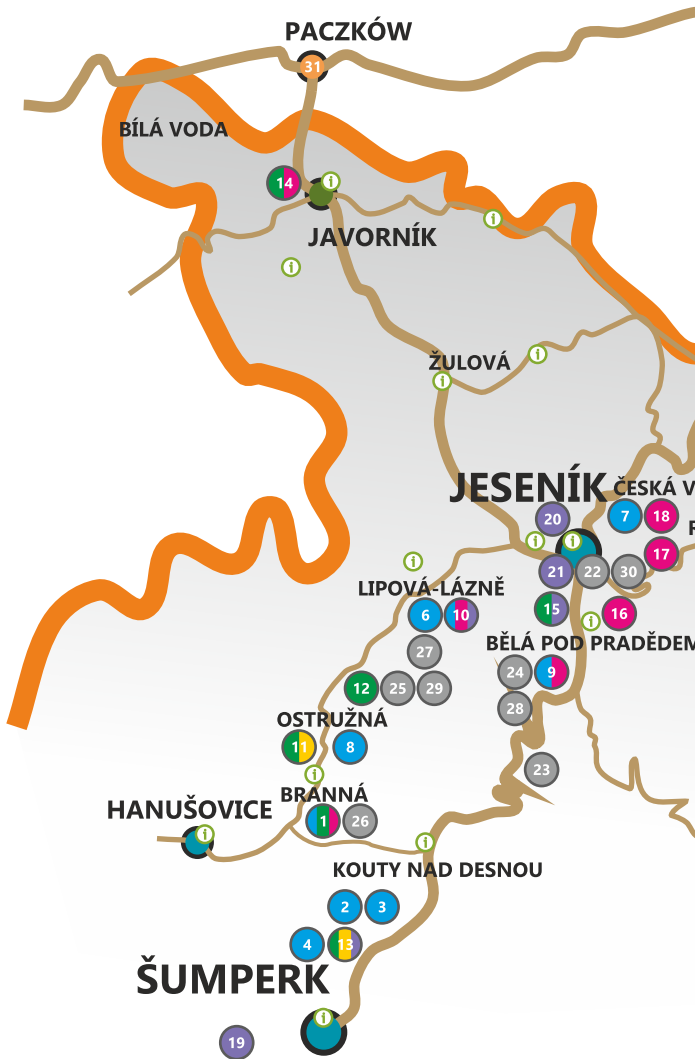 PACZKÓW
31
BÍLÁ VODA
14
i
JAVORNÍK
i
i
ŽULOVÁ
i
i
JESENÍK
ČESKÁ V
20
7
18
R
i
i
17
21
22
30
i
LIPOVÁ-LÁZNĚ
6
10
15
16
i
BĚLÁ POD PRADĚDEM
27
24
9
12
25
29
28
OSTRUŽNÁ
11
8
23
i
BRANNÁ
HANUŠOVICE
i
1
26
i
KOUTY NAD DESNOU
2
3
4
13
ŠUMPERK
i
19